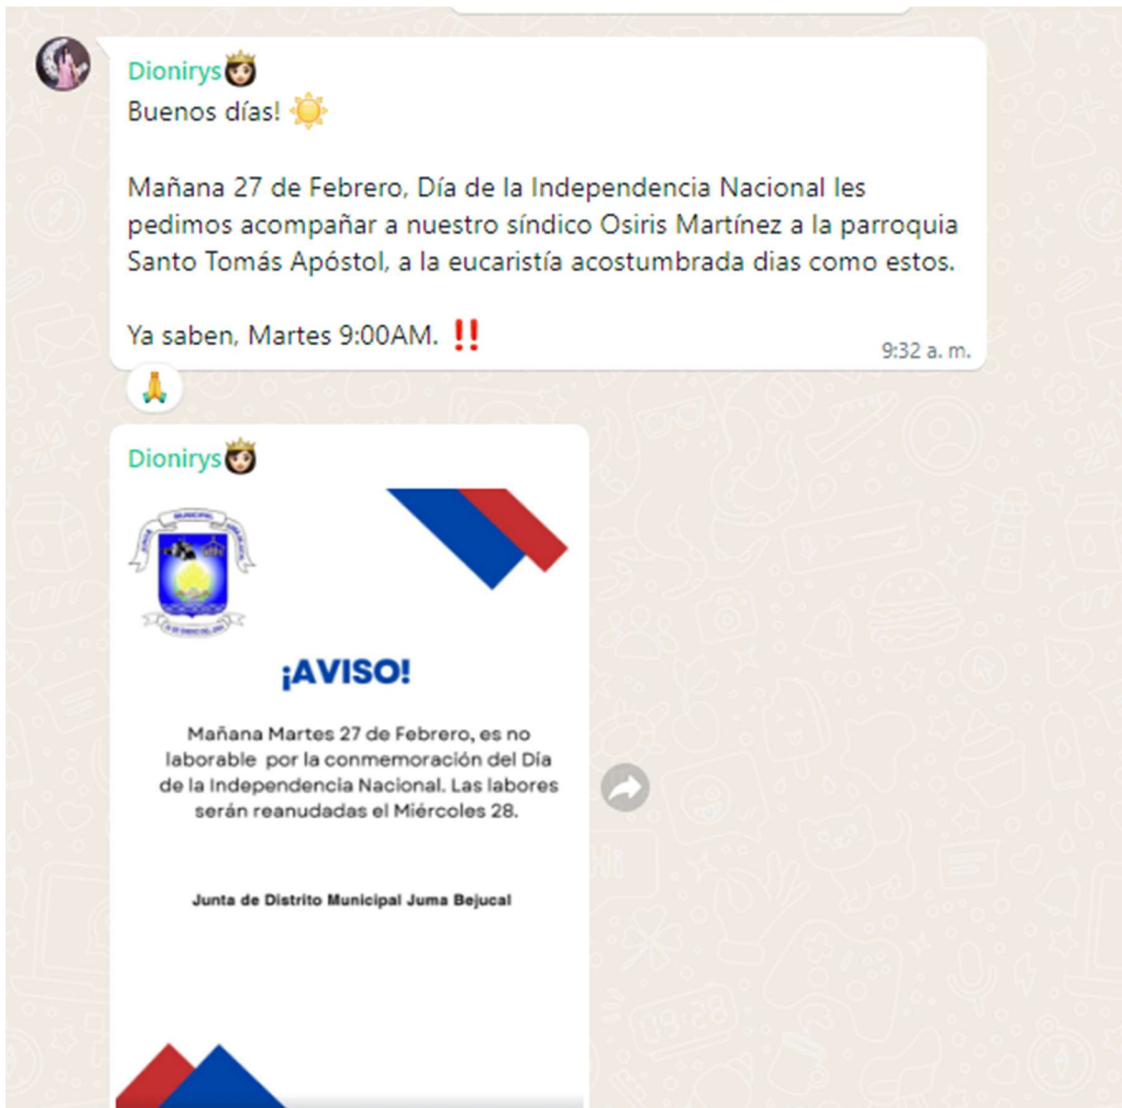 Dionirys
Buenos días!
Mañana 27 de Febrero, Día de la Independencia Nacional les
pedimos acompañar a nuestro síndico Osiris Martínez a la parroquia
Santo Tomás Apóstol, a la eucaristía acostumbrada dias como estos.
Ya saben, Martes 9:00AM. ‼️
9:32 a. m.
Dionirys
MUNICIPAL
¡AVISO!
Mañana Martes 27 de Febrero, es no
laborable por la conmemoración del Día
de la Independencia Nacional. Las labores
serán reanudadas el Miércoles 28.
Junta de Distrito Municipal Juma Bejucal